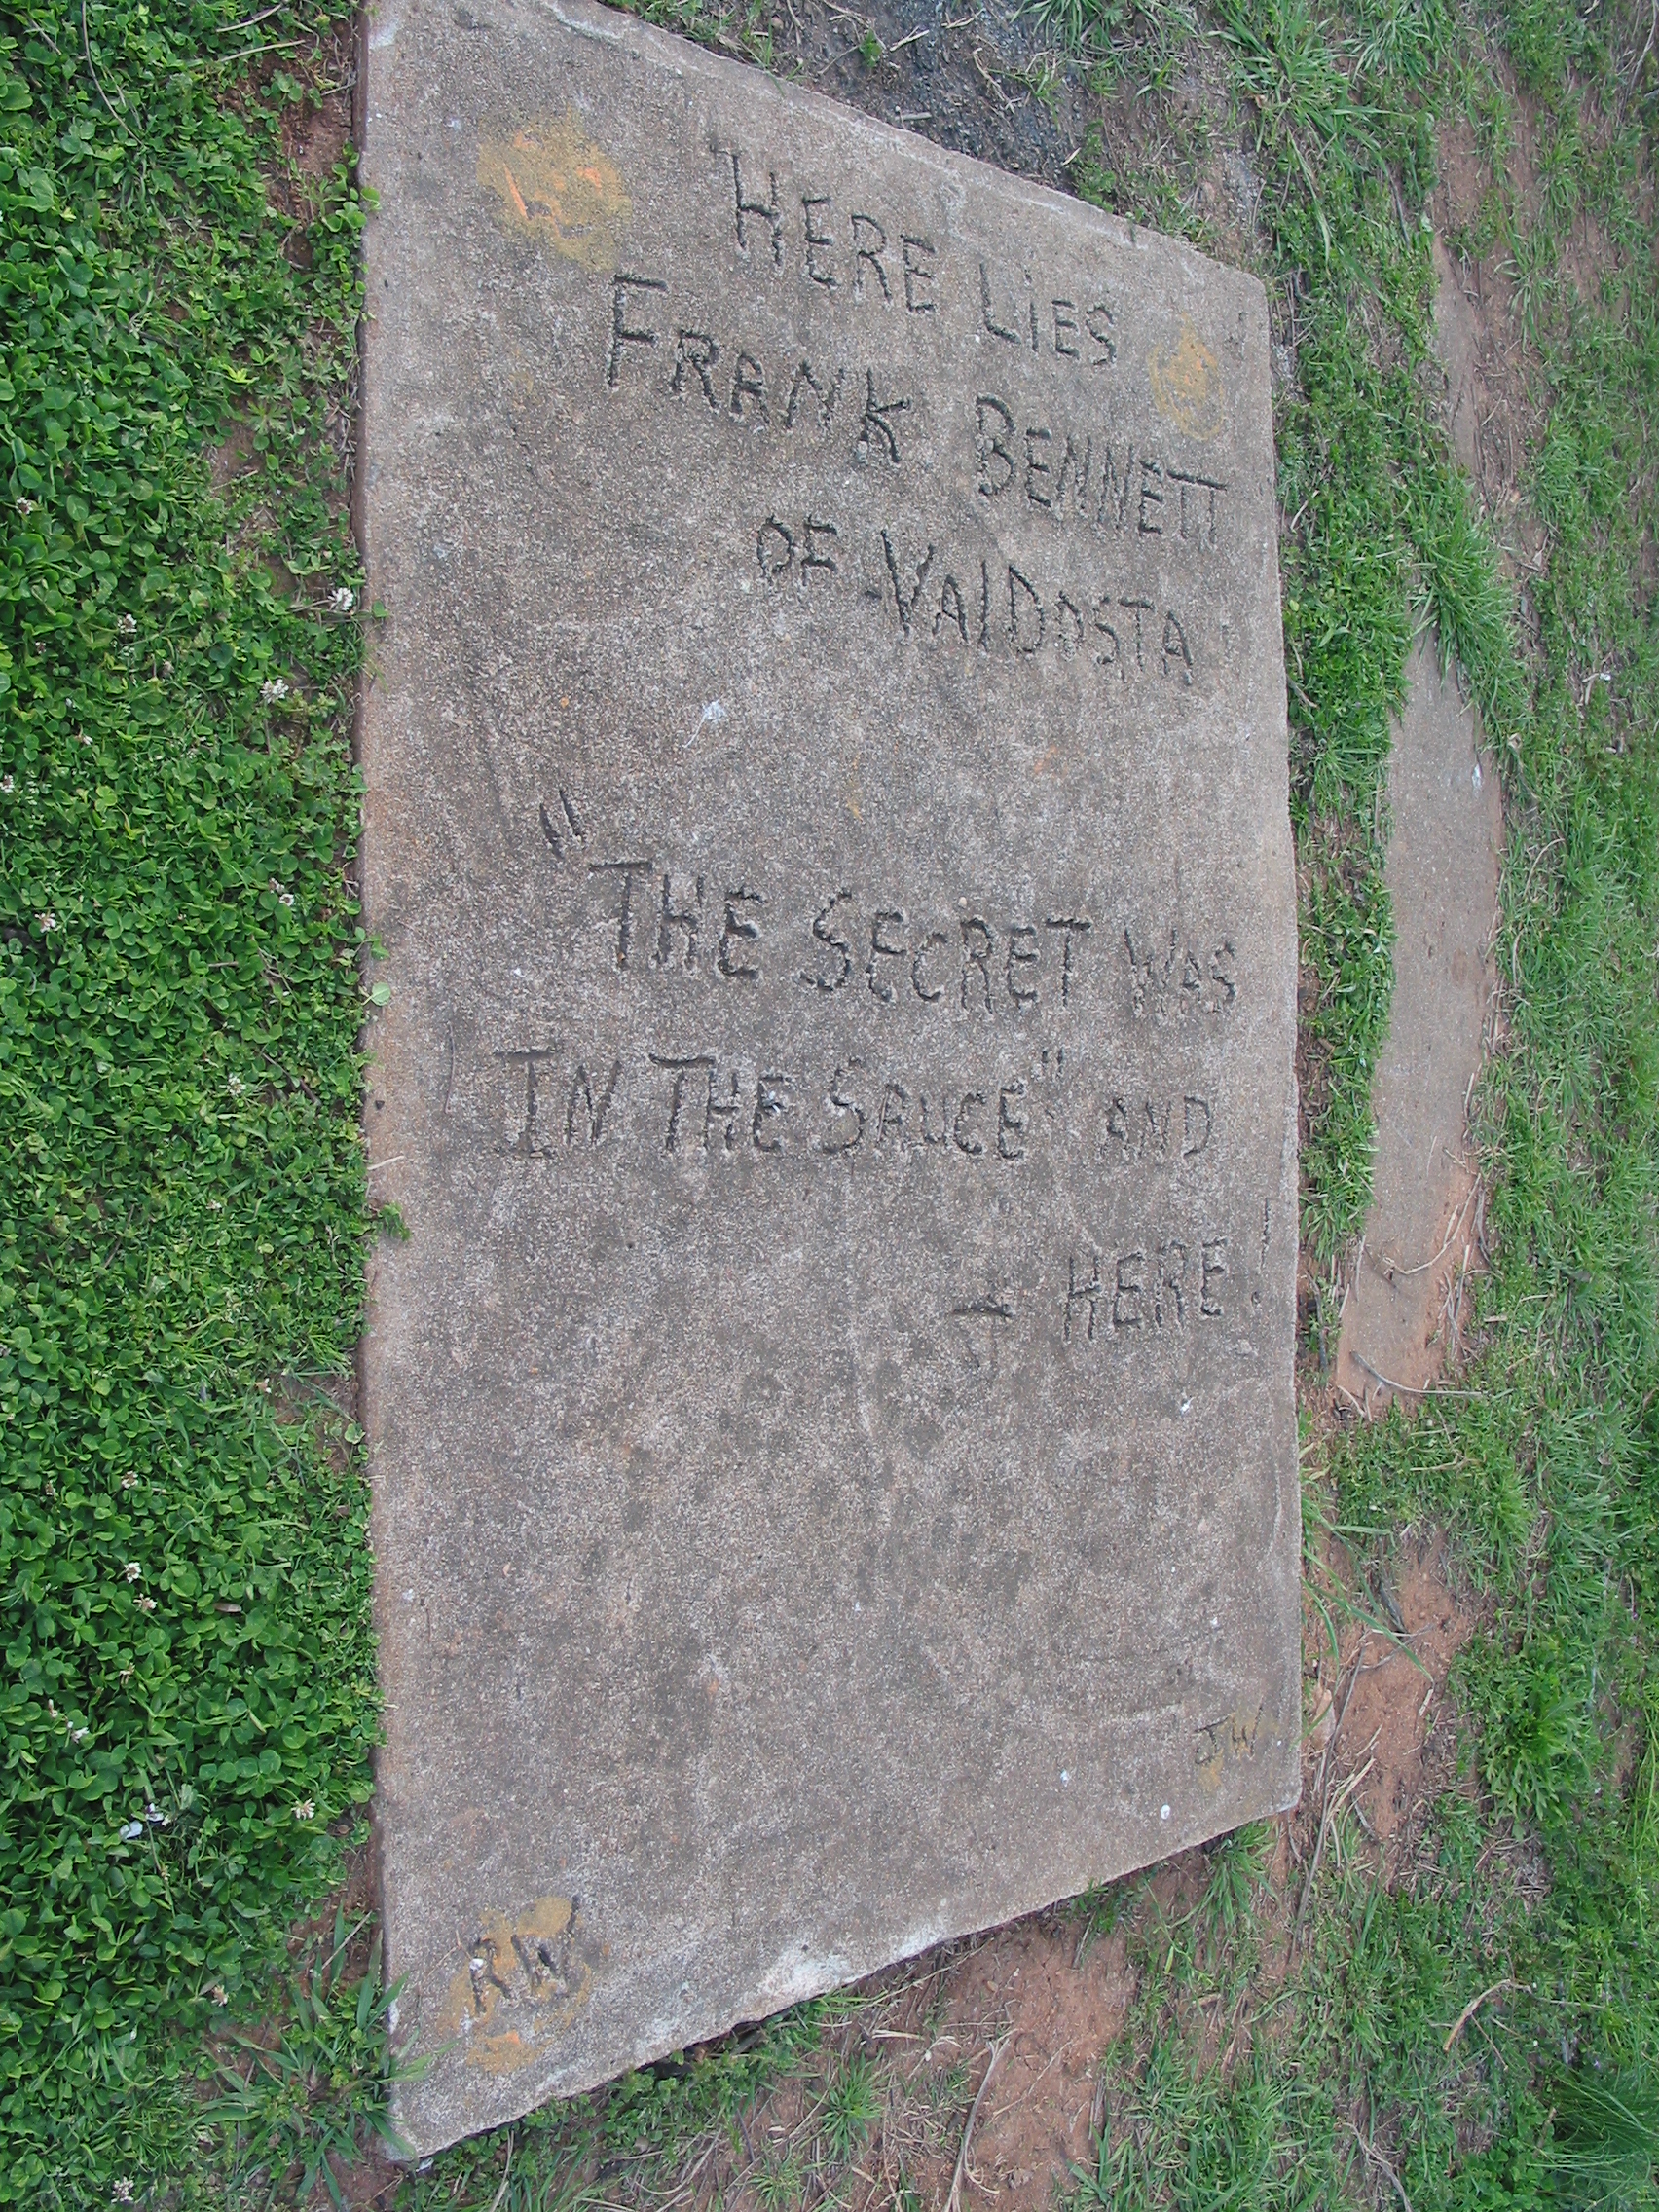 HERE LiES
FRANK BENNETT
OF VAlDOSTA
"THE SECRET WAS
IN THE SAUCE" AND
HERE!
JW
RW